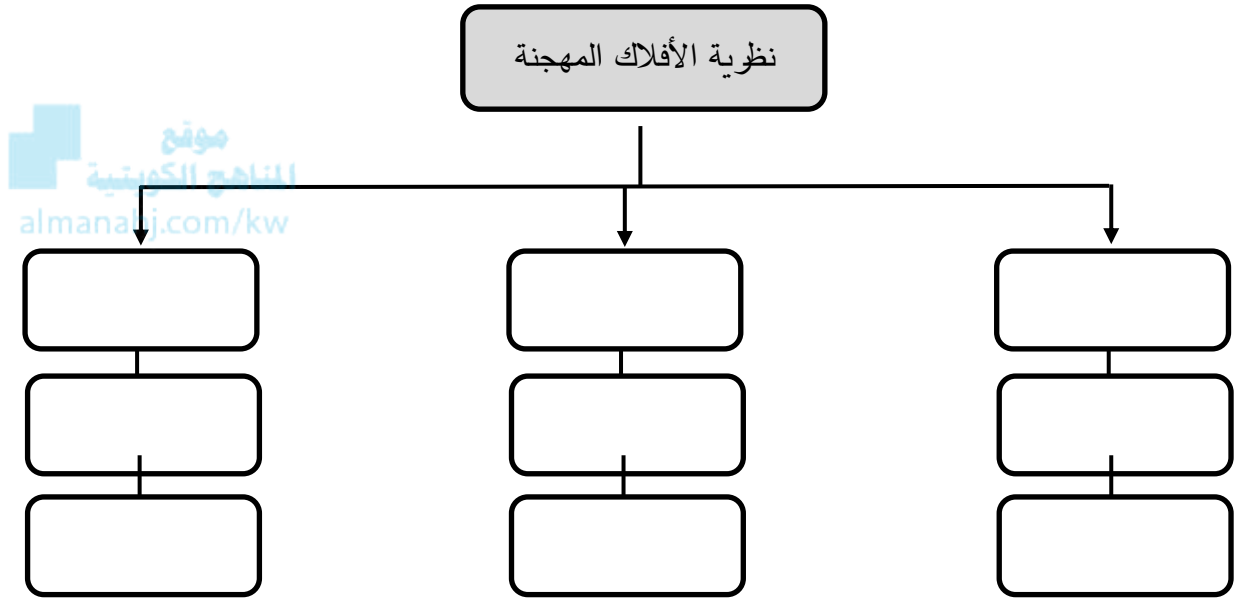 نظرية الأفلاك المهجنة
موقع
المناهج الكويتية
almanahj.com/kw